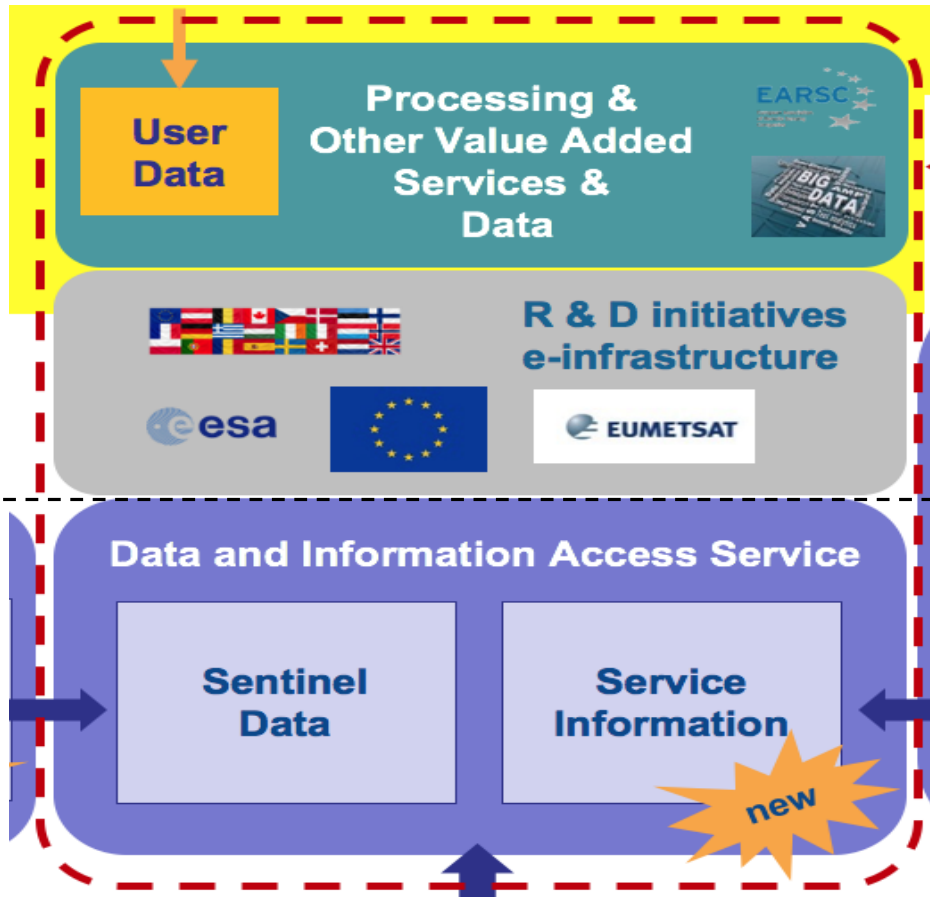 User
Data
Processing &
Other Value Added
Services &
Data
EARSC
BIG
DATA
R & D initiatives
e-infrastructure
esa
EUMETSAT
Data and Information Access Service
Sentinel
Data
Service
Information
new